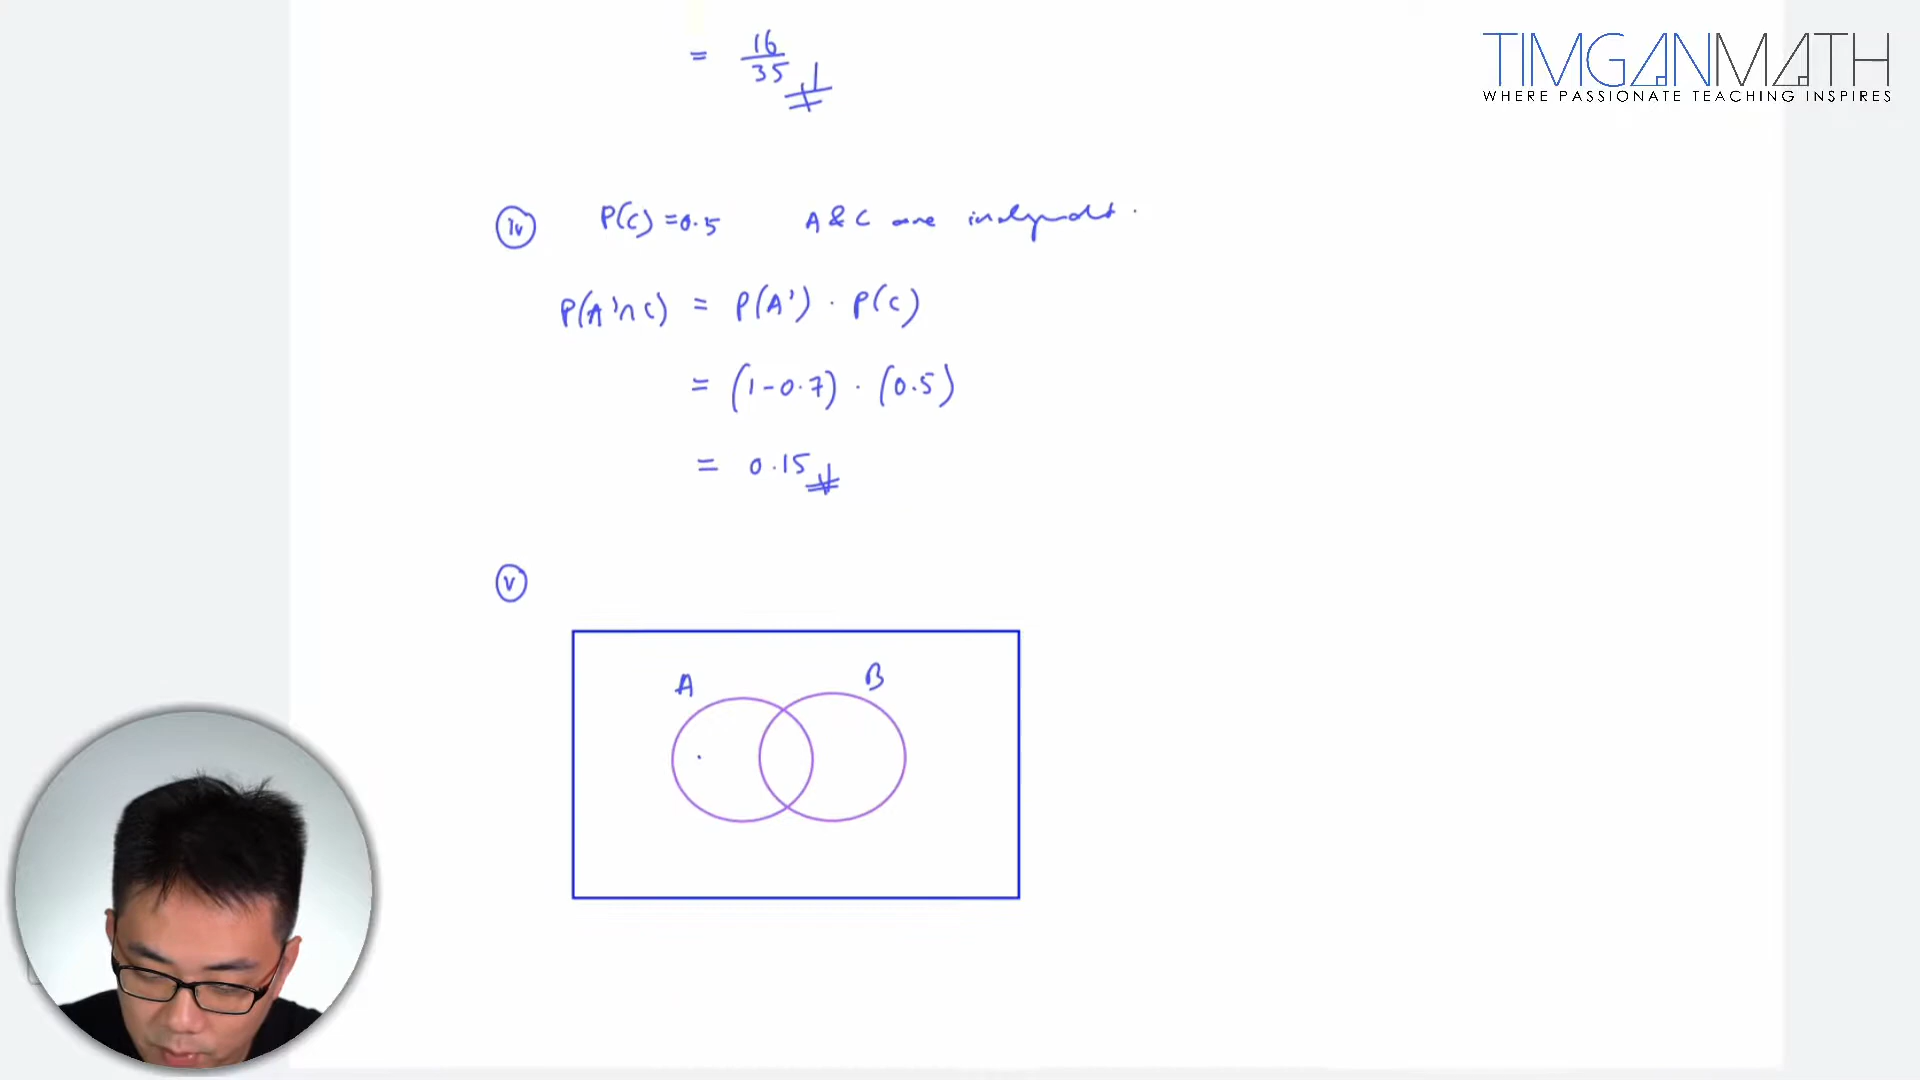 TIMGANMATH
WHERE PASSIONATE TEACHING INSPIRES
= 16/35
(iv) P(C) = 0.5 A & C are independent.
P(A'∩C) = P(A') · P(C)
= (1-0.7) · (0.5)
= 0.15
(v)
A B